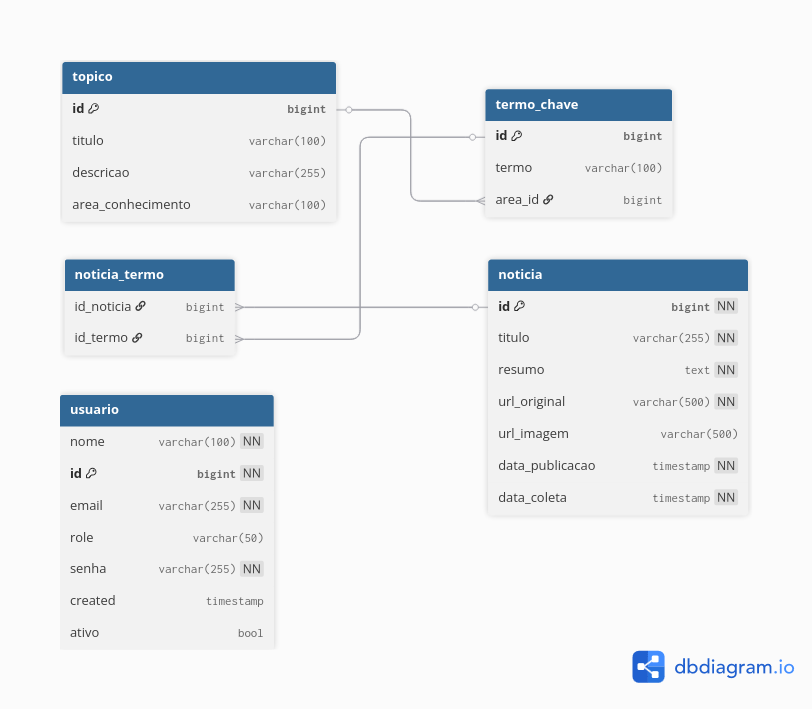 topico
id bigint
titulo varchar(100)
descricao varchar(255)
area_conhecimento varchar(100)
termo_chave
id bigint
termo varchar(100)
area_id bigint
noticia_termo
id_noticia bigint
id_termo bigint
noticia
id bigint NN
titulo varchar(255) NN
resumo text NN
url_original varchar(500) NN
url_imagem varchar(500)
data_publicacao timestamp NN
data_coleta timestamp NN
usuario
nome varchar(100) NN
id bigint NN
email varchar(255) NN
role varchar(50)
senha varchar(255) NN
created timestamp
ativo bool
dbdiagram.io